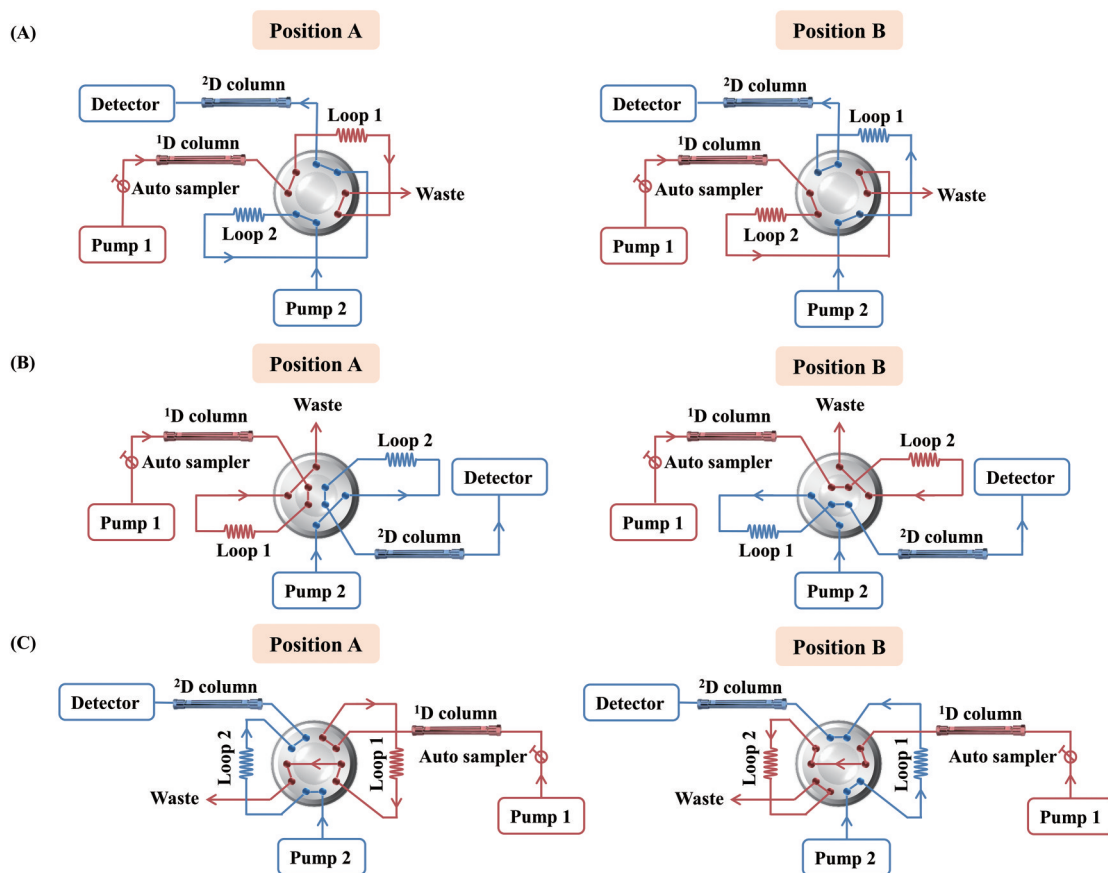 (A)
Position A
Position B
²D column
Detector
Loop 1
¹D column
Auto sampler
Waste
Loop 2
Pump 1
Pump 2
²D column
Detector
Loop 1
¹D column
Auto sampler
Waste
Loop 2
Pump 1
Pump 2
(B)
Position A
Position B
Waste
¹D column
Loop 2
Auto sampler
Detector
Pump 1
Loop 1
²D column
Pump 2
Waste
¹D column
Loop 2
Auto sampler
Detector
Pump 1
Loop 1
²D column
Pump 2
(C)
Position A
Position B
²D column
Detector
¹D column
Loop 2
Loop 1
Auto sampler
Waste
Pump 1
Pump 2
²D column
Detector
¹D column
Loop 2
Loop 1
Auto sampler
Waste
Pump 1
Pump 2